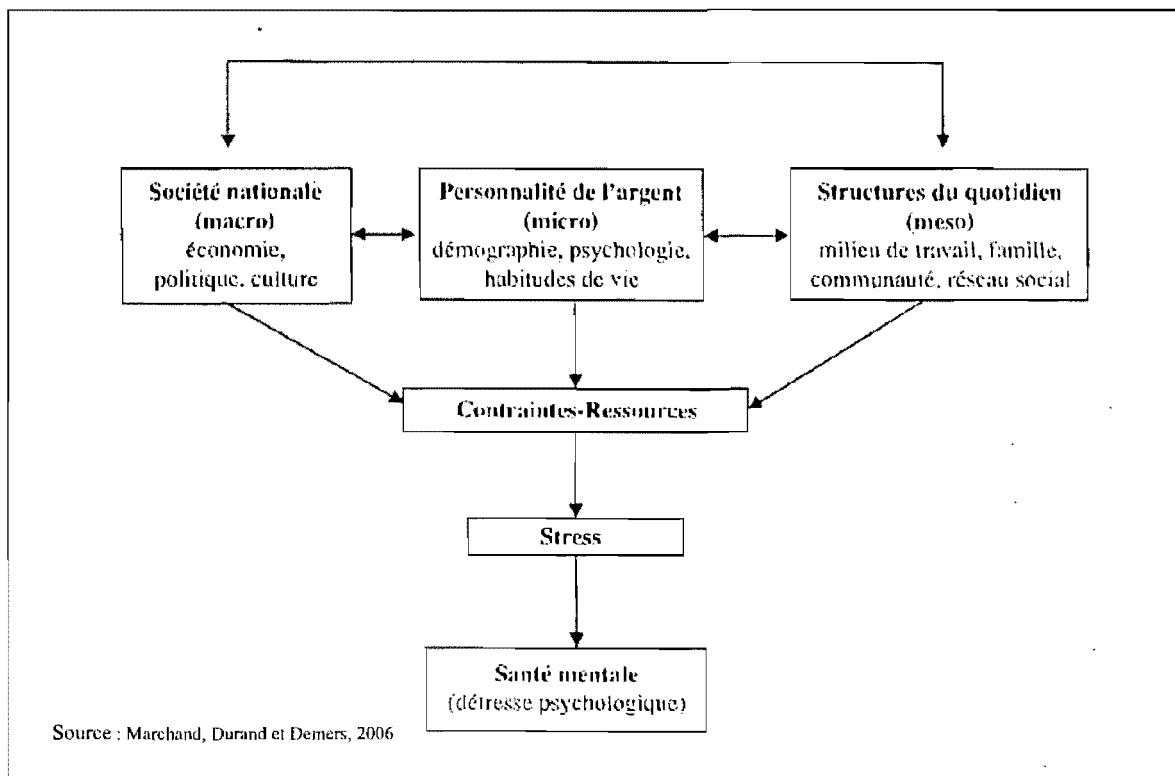 Société nationale
(macro)
économie,
politique, culture
Personnalité de l'argent
(micro)
démographie, psychologie,
habitudes de vie
Structures du quotidien
(meso)
milieu de travail, famille,
communauté, réseau social
Contraintes-Ressources
Stress
Santé mentale
(détresse psychologique)
Source : Marchand, Durand et Demers, 2006